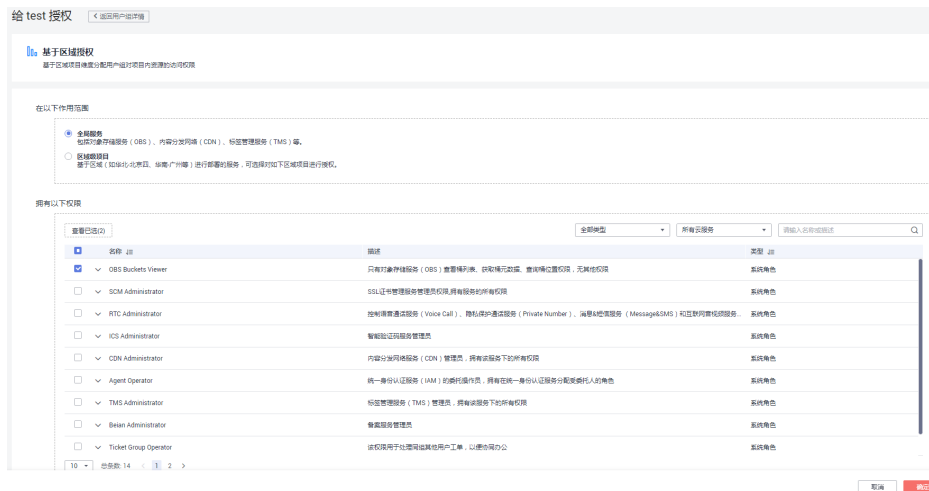 给 test 授权
返回用户组详情
基于区域授权
基于区域项目维度分配用户组对项目内资源的访问权限
在以下作用范围
全局服务
包括对象存储服务（OBS）、内容分发网络（CDN）、标签管理服务（TMS）等。
区域级项目
基于区域（如华北-北京四、华南-广州等）进行部署的服务，可选择对如下区域项目进行授权。
拥有以下权限
查看已选(2)
全部类型
所有云服务
请输入名称或描述
名称 描述 类型
OBS Buckets Viewer 只有对象存储服务（OBS）查看桶列表、获取桶元数据、查询桶位置权限，无其他权限 系统角色
SCM Administrator SSL证书管理服务管理员权限,拥有服务的所有权限 系统角色
RTC Administrator 控制语音通话服务（Voice Call）、隐私保护通话服务（Private Number）、消息&短信服务（Message&SMS）和互联网音视频服务... 系统角色
ICS Administrator 智能验证码服务管理员 系统角色
CDN Administrator 内容分发网络服务（CDN）管理员，拥有该服务下的所有权限 系统角色
Agent Operator 统一身份认证服务（IAM）的委托操作员，拥有在统一身份认证服务分配受委托人的角色 系统角色
TMS Administrator 标签管理服务（TMS）管理员，拥有该服务下的所有权限 系统角色
Beian Administrator 备案服务管理员 系统角色
Ticket Group Operator 该权限用于处理同组其他用户工单，以便协同办公 系统角色
10 总条数: 14 1 2
取消 确定